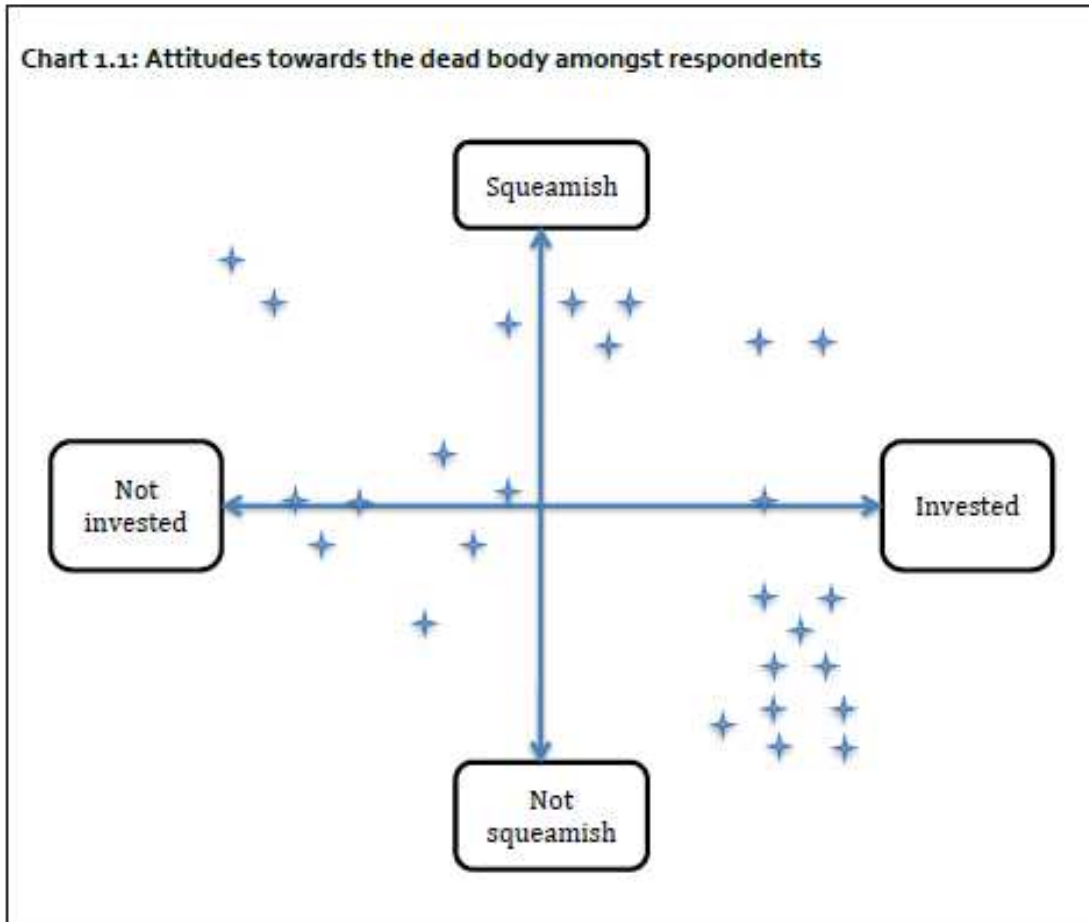 Chart 1.1: Attitudes towards the dead body amongst respondents
Squeamish
Not
invested
Invested
Not
squeamish